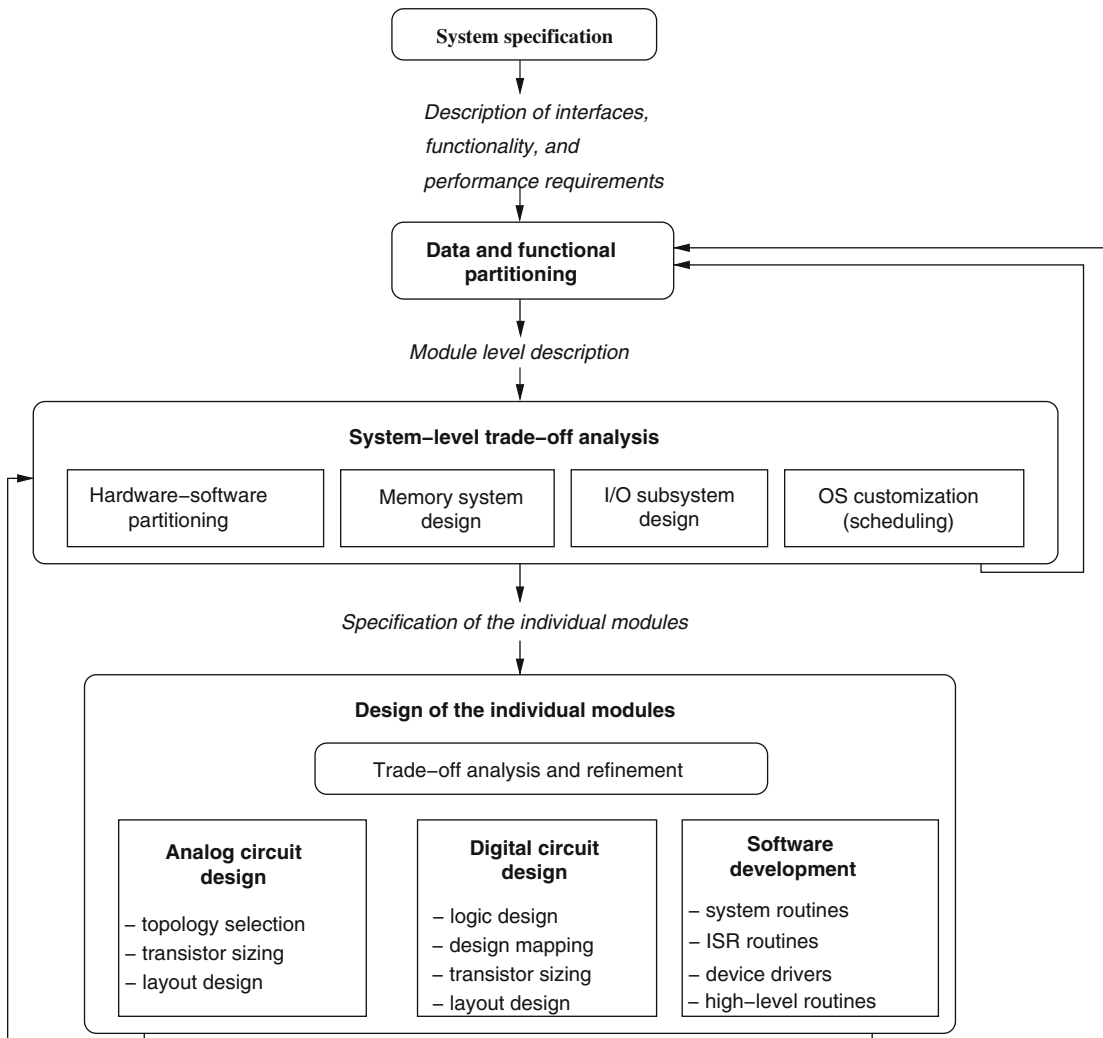 System specification
Description of interfaces,
functionality, and
performance requirements
Data and functional
partitioning
Module level description
System−level trade−off analysis
Hardware−software
partitioning
Memory system
design
I/O subsystem
design
OS customization
(scheduling)
Specification of the individual modules
Design of the individual modules
Trade−off analysis and refinement
Analog circuit
design
− topology selection
− transistor sizing
− layout design
Digital circuit
design
− logic design
− design mapping
− transistor sizing
− layout design
Software
development
− system routines
− ISR routines
− device drivers
− high−level routines